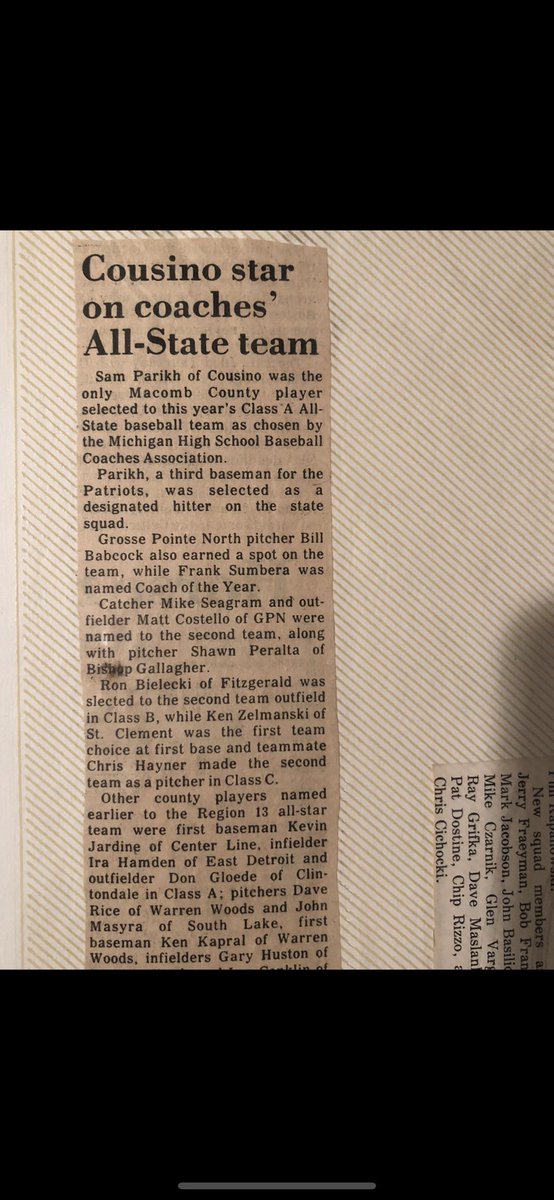 Cousino star
on coaches'
All-State team
Sam Parikh of Cousino was the
only Macomb County player
selected to this year's Class A All-
State baseball team as chosen by
the Michigan High School Baseball
Coaches Association.
Parikh, a third baseman for the
Patriots, was selected as a
designated hitter on the state
squad.
Grosse Pointe North pitcher Bill
Babcock also earned a spot on the
team, while Frank Sumbera was
named Coach of the Year.
Catcher Mike Seagram and out-
fielder Matt Costello of GPN were
named to the second team, along
with pitcher Shawn Peralta of
Bishop Gallagher.
Ron Bielecki of Fitzgerald was
slected to the second team outfield
in Class B, while Ken Zelmanski of
St. Clement was the first team
choice at first base and teammate
Chris Hayner made the second
team as a pitcher in Class C.
Other county players named
earlier to the Region 13 all-star
team were first baseman Kevin
Jardine of Center Line, infielder
Ira Hamden of East Detroit and
outfielder Don Gloede of Clin-
tondale in Class A; pitchers Dave
Rice of Warren Woods and John
Masyra of South Lake, first
baseman Ken Kapral of Warren
Woods, infielders Gary Huston of
Conklin of
New squad members a
Jerry Fraeyman, Bob Fran
Mark Jacobson, John Basili
Mike Czarnik, Glen Varg
Ray Grifka, Dave Maslan
Pat Dostine, Chip Rizzo, a
Chris Cichocki.